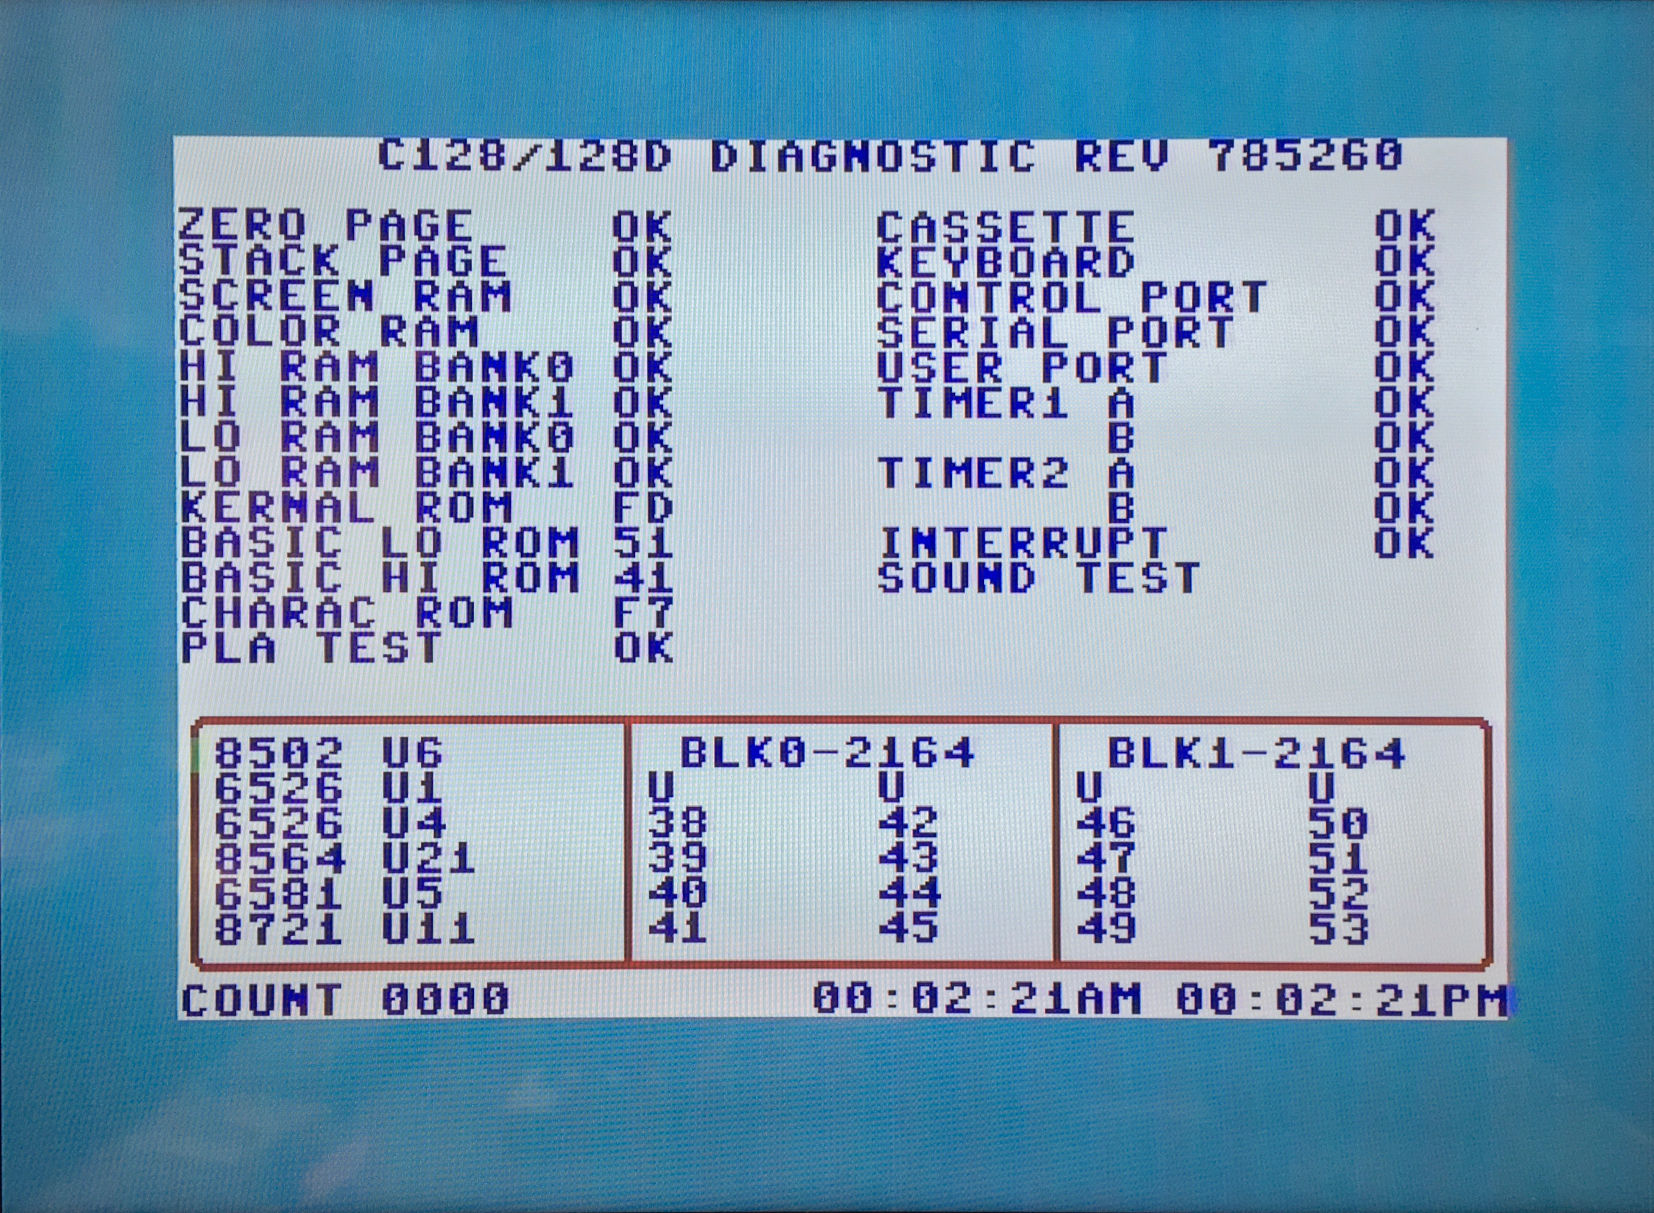 C128/128D DIAGNOSTIC REV 785260
ZERO PAGE OK CASSETTE OK
STACK PAGE OK KEYBOARD OK
SCREEN RAM OK CONTROL PORT OK
COLOR RAM OK SERIAL PORT OK
HI RAM BANK0 OK USER PORT OK
HI RAM BANK1 OK TIMER1 A OK
LO RAM BANK0 OK B OK
LO RAM BANK1 OK TIMER2 A OK
KERNAL ROM FD B OK
BASIC LO ROM 51 INTERRUPT OK
BASIC HI ROM 41 SOUND TEST
CHARAC ROM F7
PLA TEST OK
8502 U6 BLK0-2164 BLK1-2164
6526 U1 U U U U
6526 U4 38 42 46 50
8564 U21 39 43 47 51
6581 U5 40 44 48 52
8721 U11 41 45 49 53
COUNT 0000 00:02:21AM 00:02:21PM